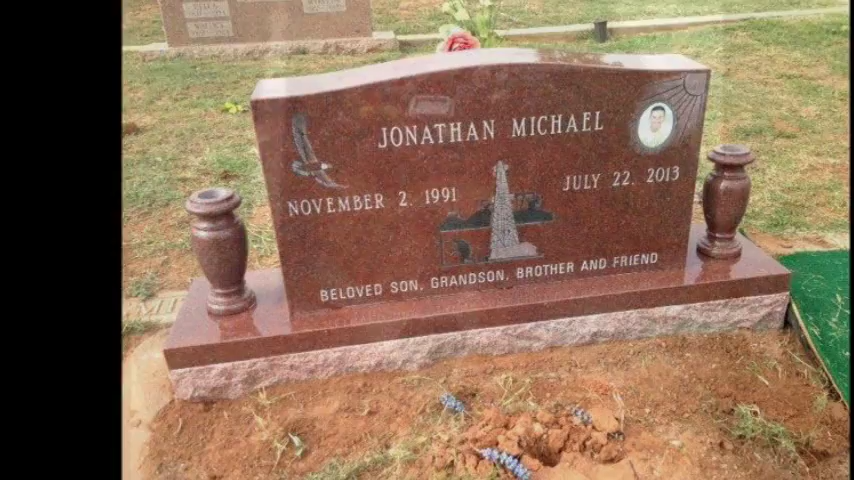 JONATHAN MICHAEL
NOVEMBER 2, 1991
JULY 22, 2013
BELOVED SON, GRANDSON, BROTHER AND FRIEND